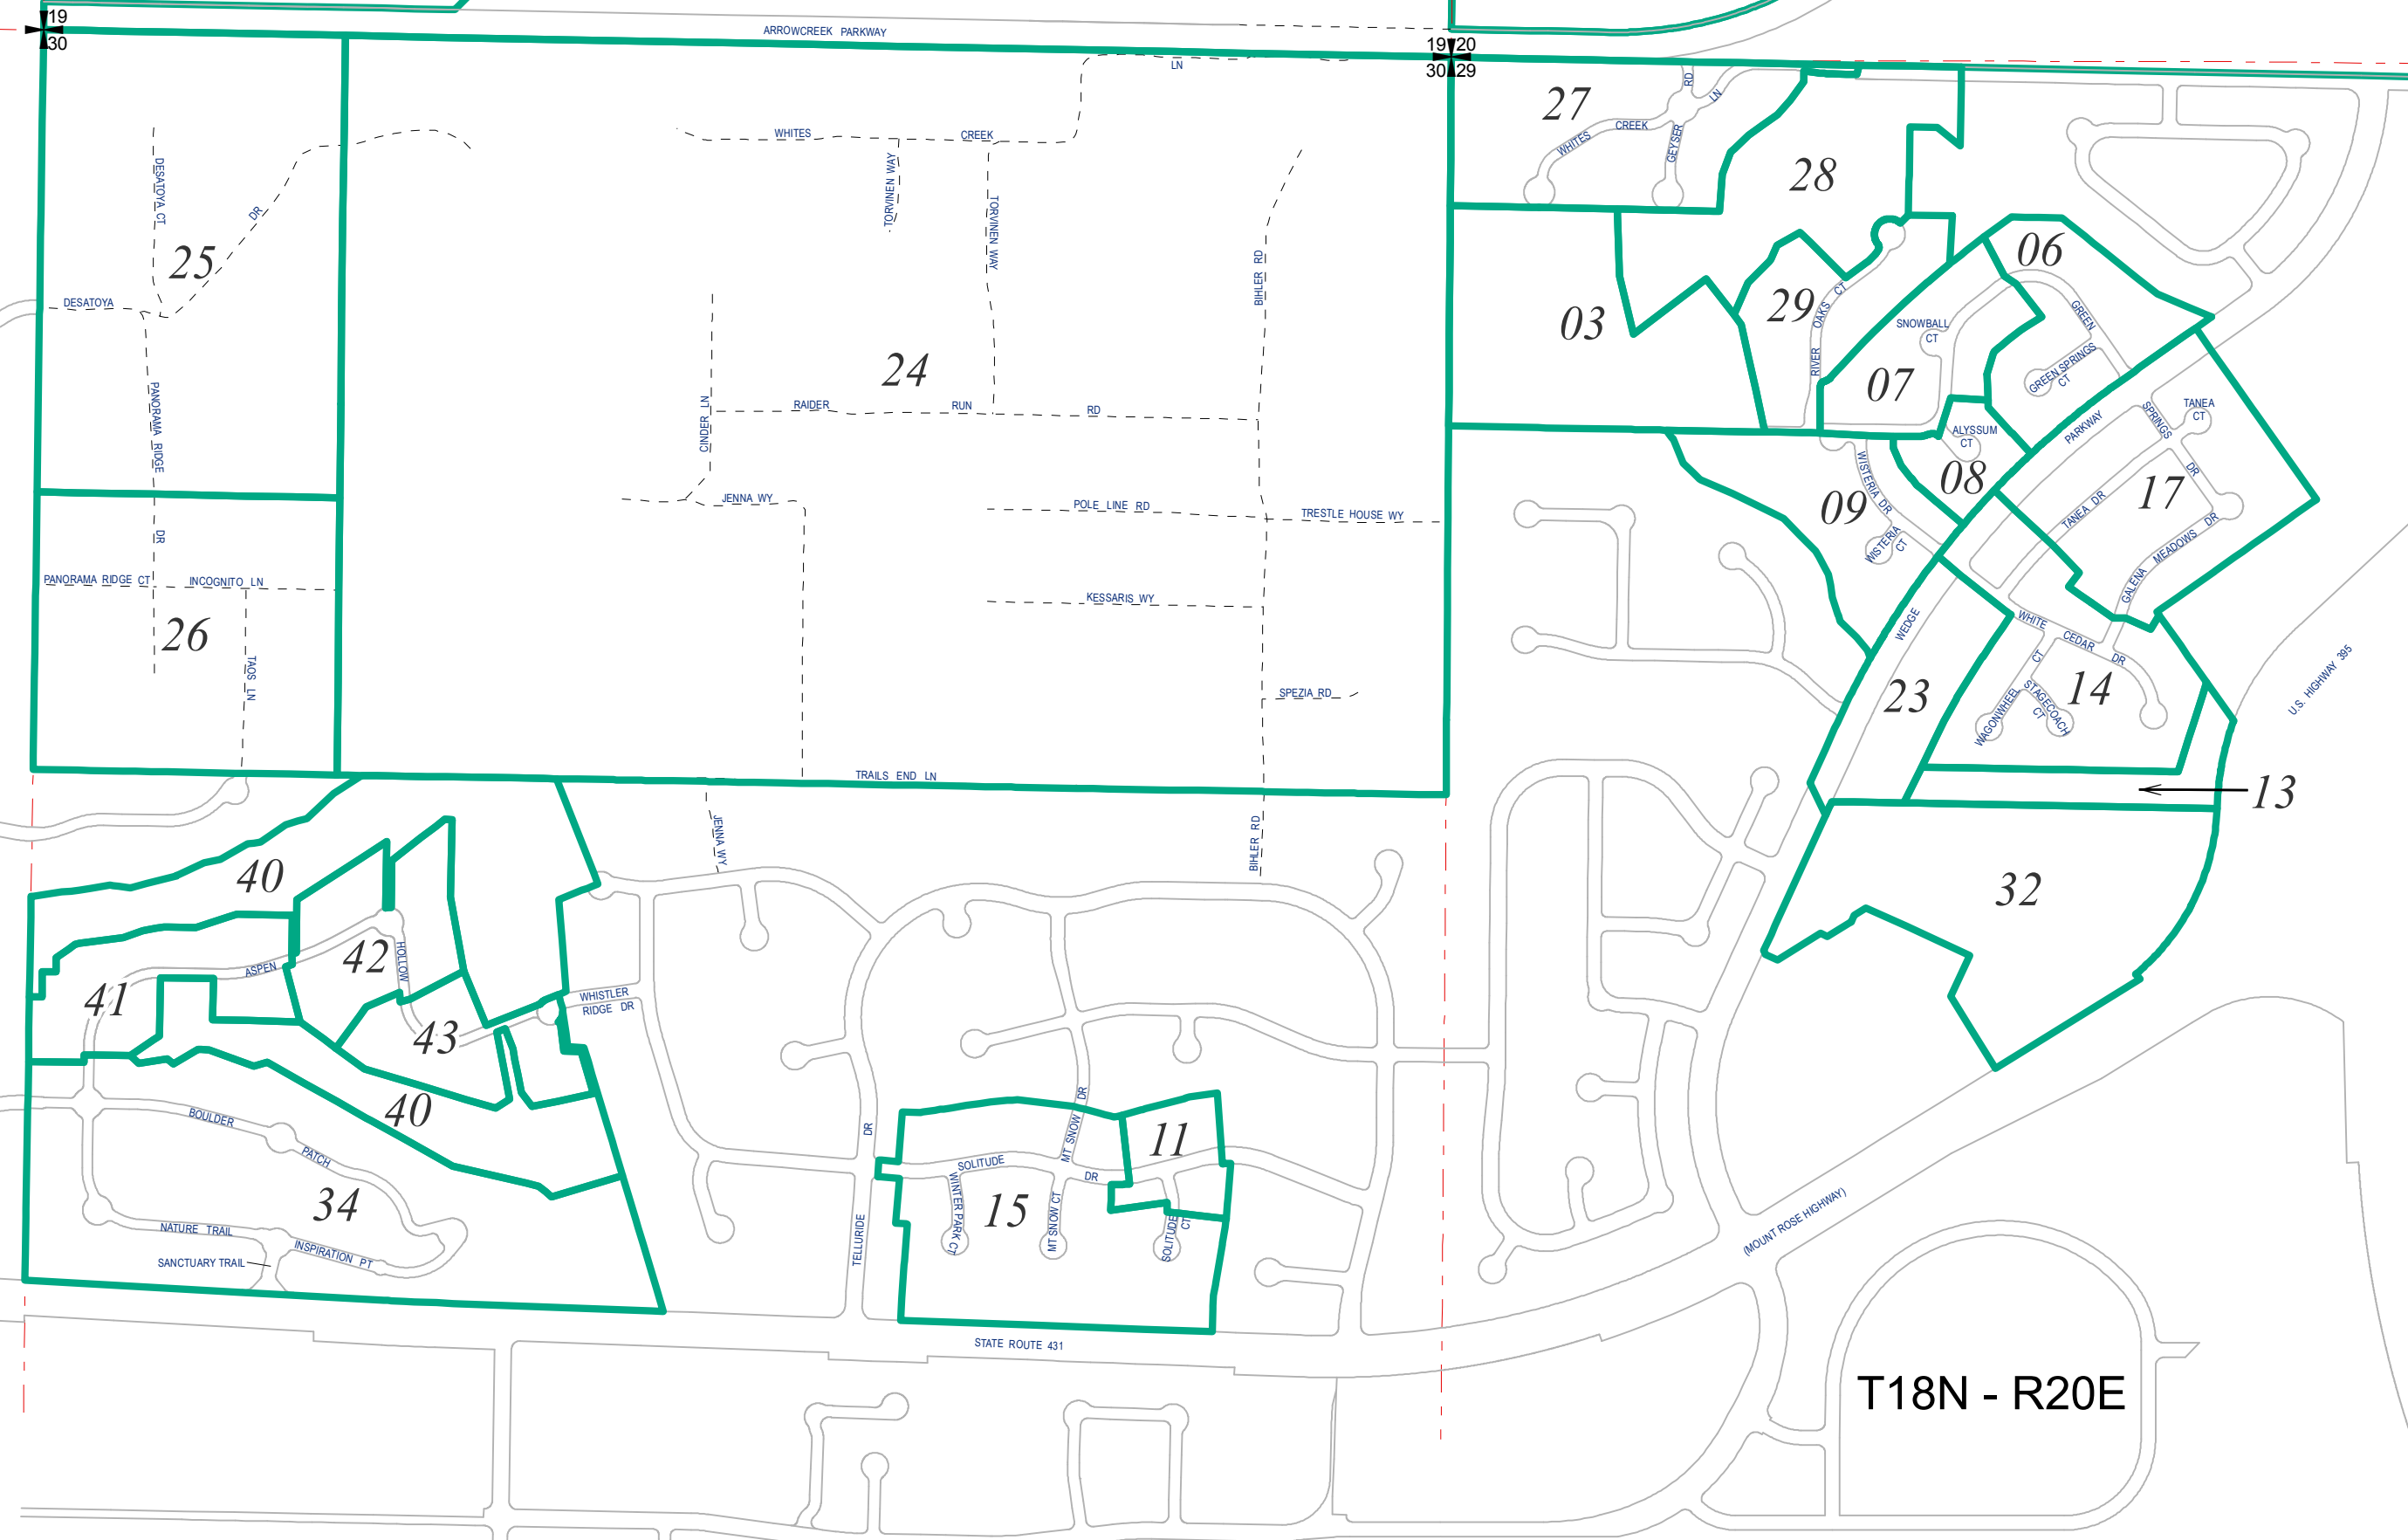 19
30
ARROWCREEK PARKWAY
19 20
30 29
LN
RD
LN
27
WHITES CREEK
GEYSER
WHITES CREEK
TORVINEN WAY
TORVINEN WAY
DESATOYA CT
DR
25
DESATOYA
PANORAMA RIDGE
DR
BIHLER RD
28
06
03
29
RIVER OAKS CT
SNOWBALL
CT
GREEN
GREEN SPRINGS
CT
07
24
CINDER LN
RAIDER RUN RD
JENNA WY
POLE LINE RD
TRESTLE HOUSE WY
KESSARIS WY
SPEZIA RD
ALYSSUM
CT
08
PARKWAY
SPRINGS
DR
TANEA
CT
TANEA DR
17
WISTERIA DR
09
WISTERIA
CT
GALENA MEADOWS DR
PANORAMA RIDGE CT
INCOGNITO LN
26
TAOS LN
WEDGE
WHITE CEDAR DR
CT
WAGONWHEEL
STAGECOACH
CT
14
23
U.S. HIGHWAY 395
TRAILS END LN
13
JENNA WY
BIHLER RD
40
32
42
HOLLOW
ASPEN
41
43
WHISTLER
RIDGE DR
40
BOULDER
PATCH
34
NATURE TRAIL
INSPIRATION PT
SANCTUARY TRAIL
DR
TELLURIDE
MT SNOW DR
11
SOLITUDE
DR
WINTER PARK CT
15
MT SNOW CT
SOLITUDE
CT
(MOUNT ROSE HIGHWAY)
STATE ROUTE 431
T18N - R20E